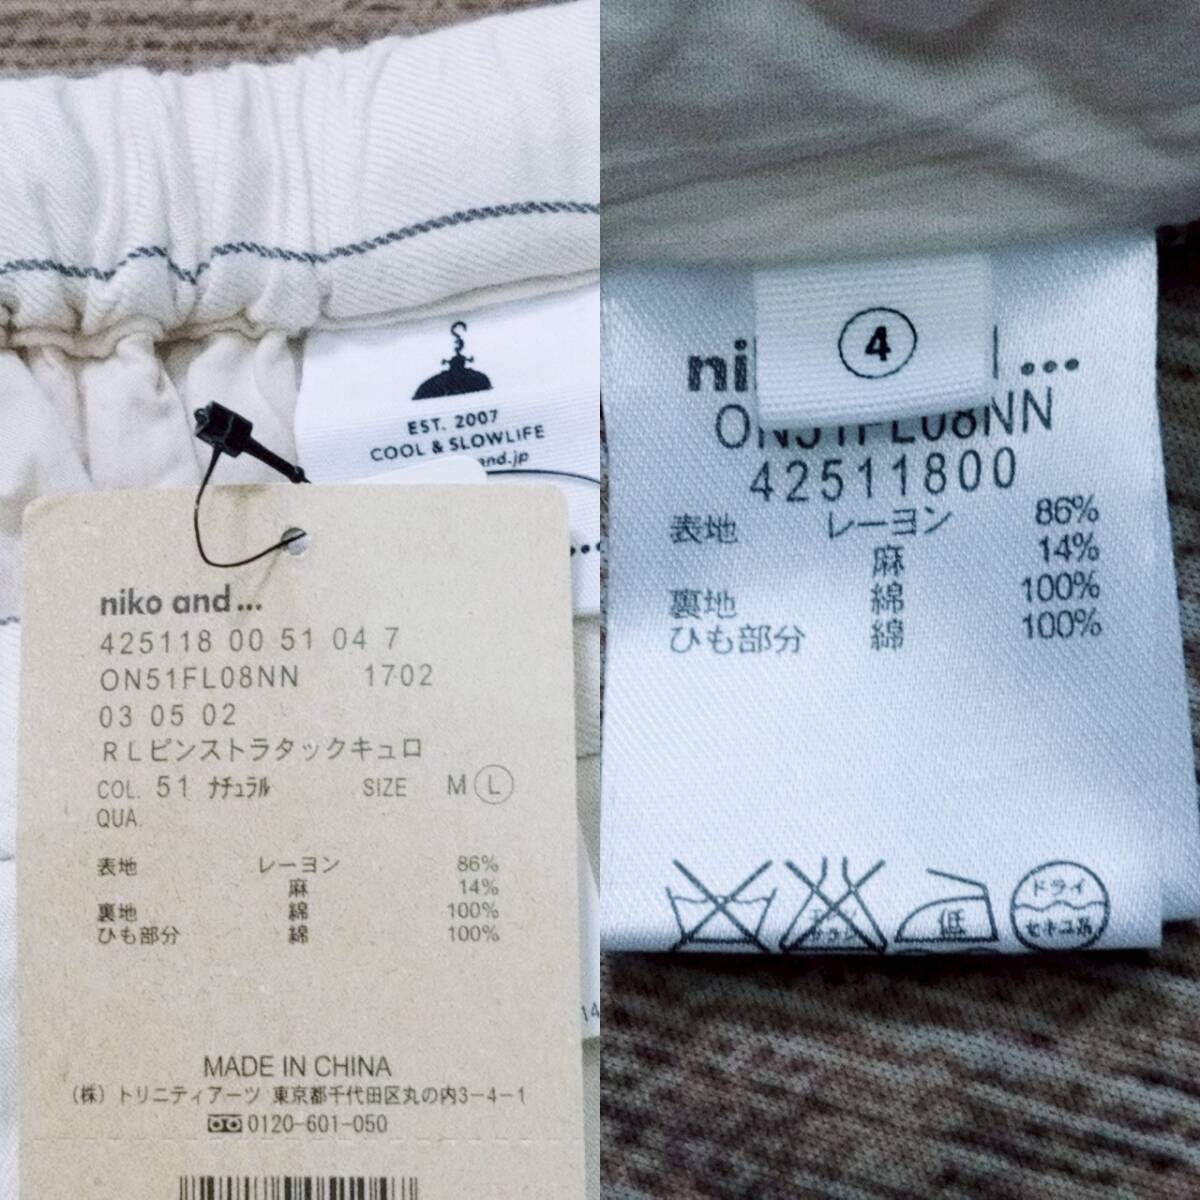 EST. 2007
COOL & SLOWLIFE
and.jp
niko and...
425118 00 51 04 7
ON51FL08NN 1702
03 05 02
RLピンストラタックキュロ
COL. 51 ナチュラル SIZE M L
QUA.
表地 レーヨン 86%
麻 14%
裏地 綿 100%
ひも部分 綿 100%
MADE IN CHINA
(株) トリニティアーツ 東京都千代田区丸の内3-4-1
0120-601-050
14
4
ni ...
ON51FL08NN
42511800
表地 レーヨン 86%
麻 14%
裏地 綿 100%
ひも部分 綿 100%
低
ドライ
セキユ系